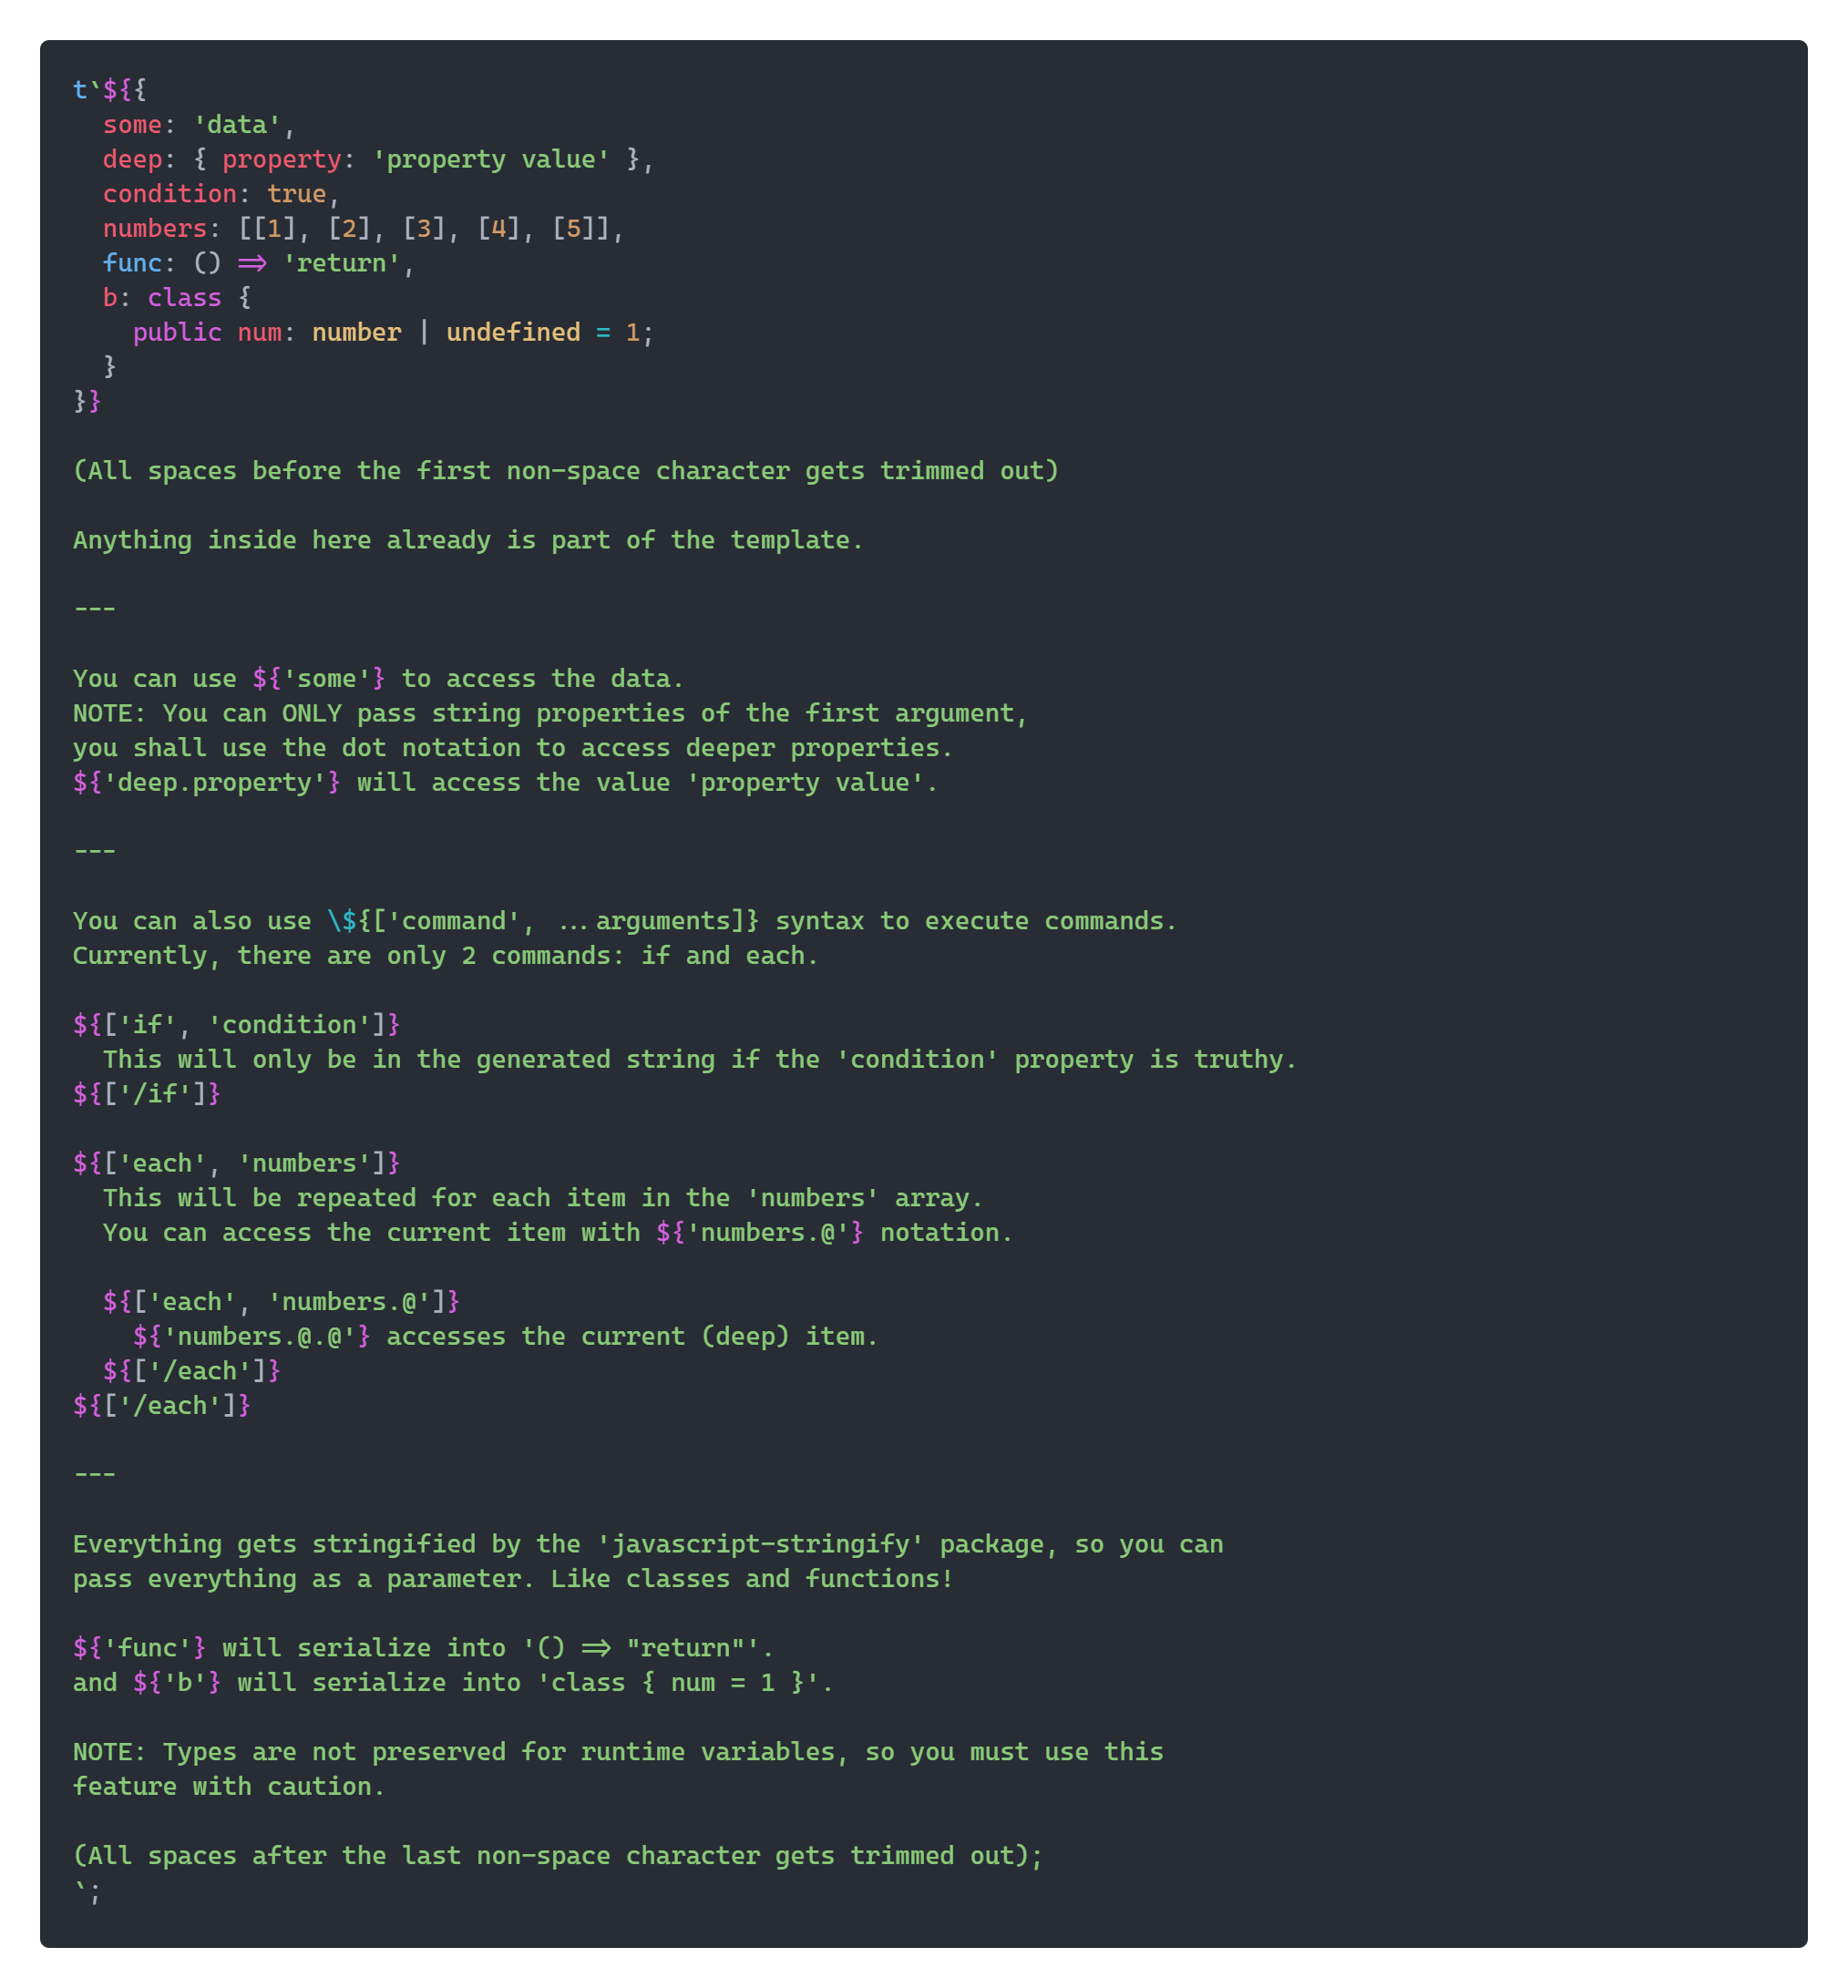 t`${{
  some: 'data',
  deep: { property: 'property value' },
  condition: true,
  numbers: [[1], [2], [3], [4], [5]],
  func: () => 'return',
  b: class {
    public num: number | undefined = 1;
  }
}}

(All spaces before the first non-space character gets trimmed out)

Anything inside here already is part of the template.

---

You can use ${'some'} to access the data.
NOTE: You can ONLY pass string properties of the first argument,
you shall use the dot notation to access deeper properties.
${'deep.property'} will access the value 'property value'.

---

You can also use \${['command', ...arguments]} syntax to execute commands.
Currently, there are only 2 commands: if and each.

${['if', 'condition']}
  This will only be in the generated string if the 'condition' property is truthy.
${['/if']}

${['each', 'numbers']}
  This will be repeated for each item in the 'numbers' array.
  You can access the current item with ${'numbers.@'} notation.

  ${['each', 'numbers.@']}
    ${'numbers.@.@'} accesses the current (deep) item.
  ${['/each']}
${['/each']}

---

Everything gets stringified by the 'javascript-stringify' package, so you can
pass everything as a parameter. Like classes and functions!

${'func'} will serialize into '() => "return"'.
and ${'b'} will serialize into 'class { num = 1 }'.

NOTE: Types are not preserved for runtime variables, so you must use this
feature with caution.

(All spaces after the last non-space character gets trimmed out);
`;